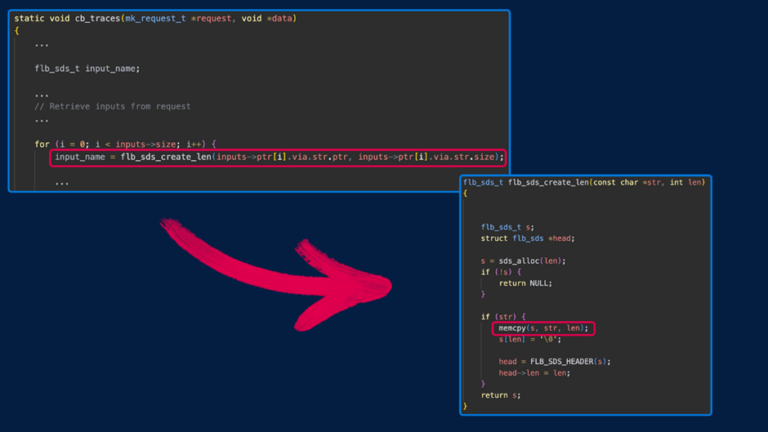 static void cb_traces(mk_request_t *request, void *data)
{
...
flb_sds_t input_name;
...
// Retrieve inputs from request
...
for (i = 0; i < inputs->size; i++) {
input_name = flb_sds_create_len(inputs->ptr[i].via.str.ptr, inputs->ptr[i].via.str.size);
...
flb_sds_t flb_sds_create_len(const char *str, int len)
{
flb_sds_t s;
struct flb_sds *head;
s = sds_alloc(len);
if (!s) {
return NULL;
}
if (str) {
memcpy(s, str, len);
s[len] = '\0';
head = FLB_SDS_HEADER(s);
head->len = len;
}
return s;
}